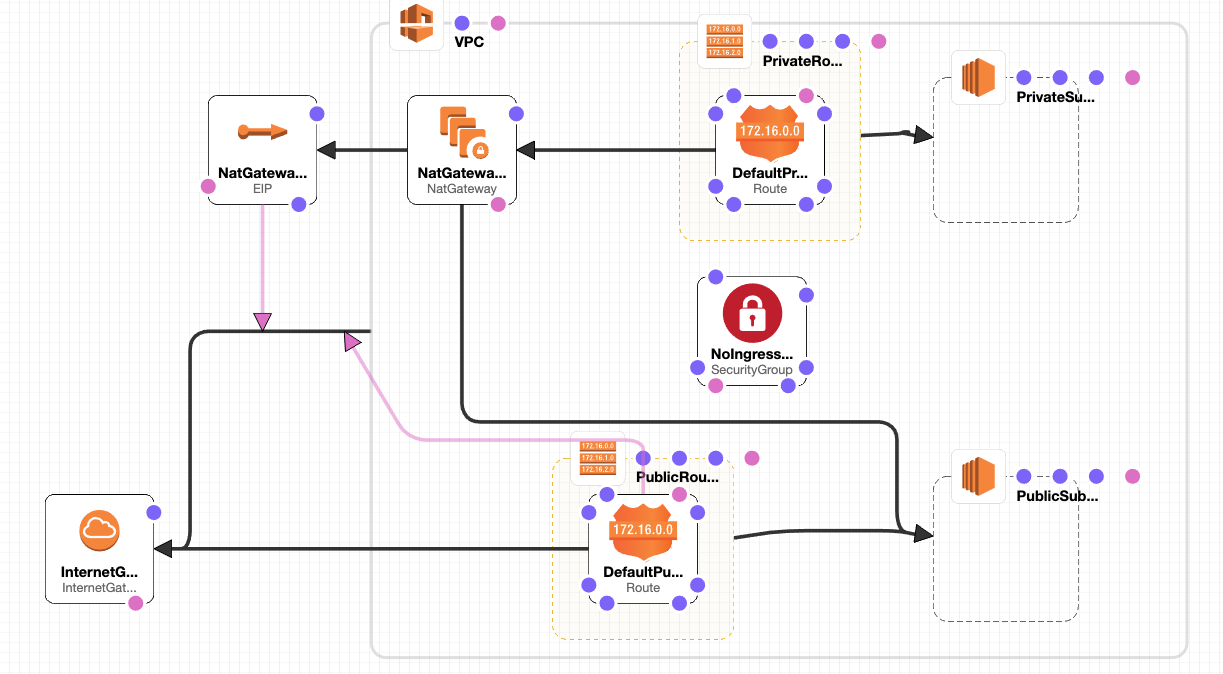 VPC
172.16.0.0
172.16.1.0
172.16.2.0
PrivateRo...
PrivateSu...
172.16.0.0
NatGatewa...
EIP
NatGatewa...
NatGateway
DefaultPr...
Route
NoIngress...
SecurityGroup
172.16.0.0
172.16.1.0
172.16.2.0
PublicRou...
PublicSub...
172.16.0.0
InternetG...
InternetGat...
DefaultPu...
Route